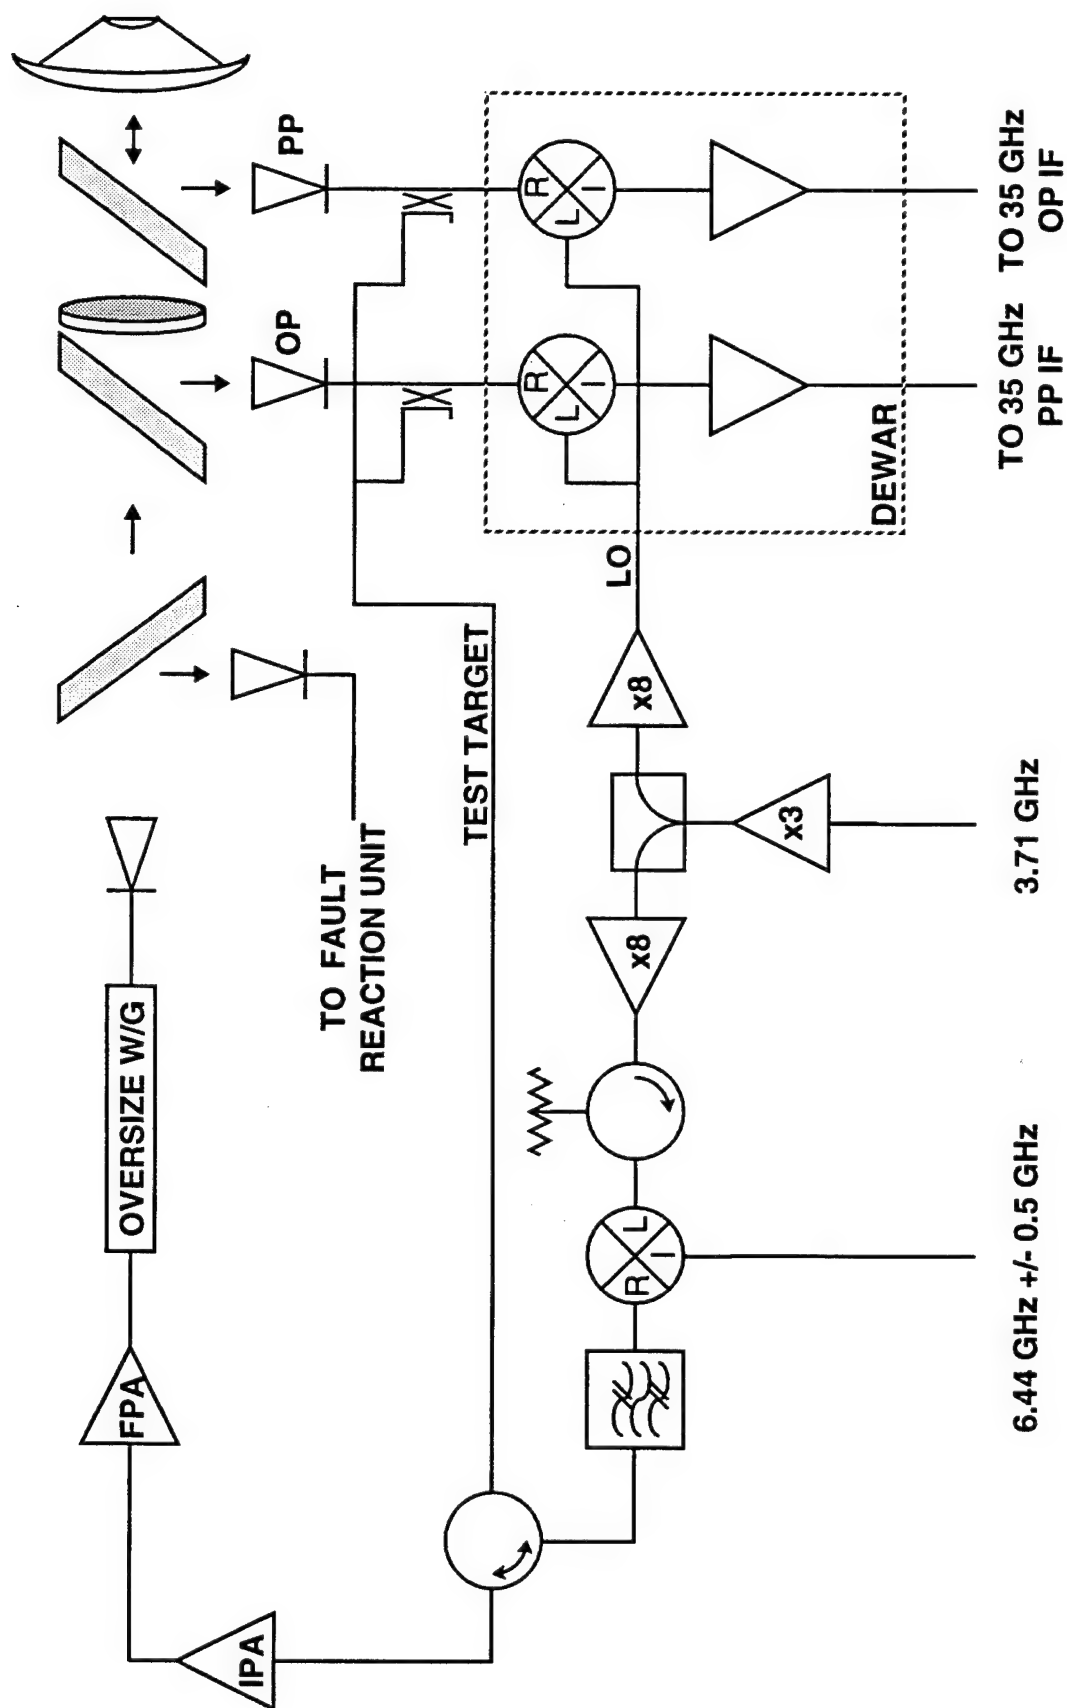 IPA
FPA
OVERSIZE W/G
TO FAULT
REACTION UNIT
TEST TARGET
OP
PP
R
L
I
R
L
I
LO
DEWAR
x8
x8
x3
R
L
I
6.44 GHz +/- 0.5 GHz
3.71 GHz
TO 35 GHz
PP IF
TO 35 GHz
OP IF